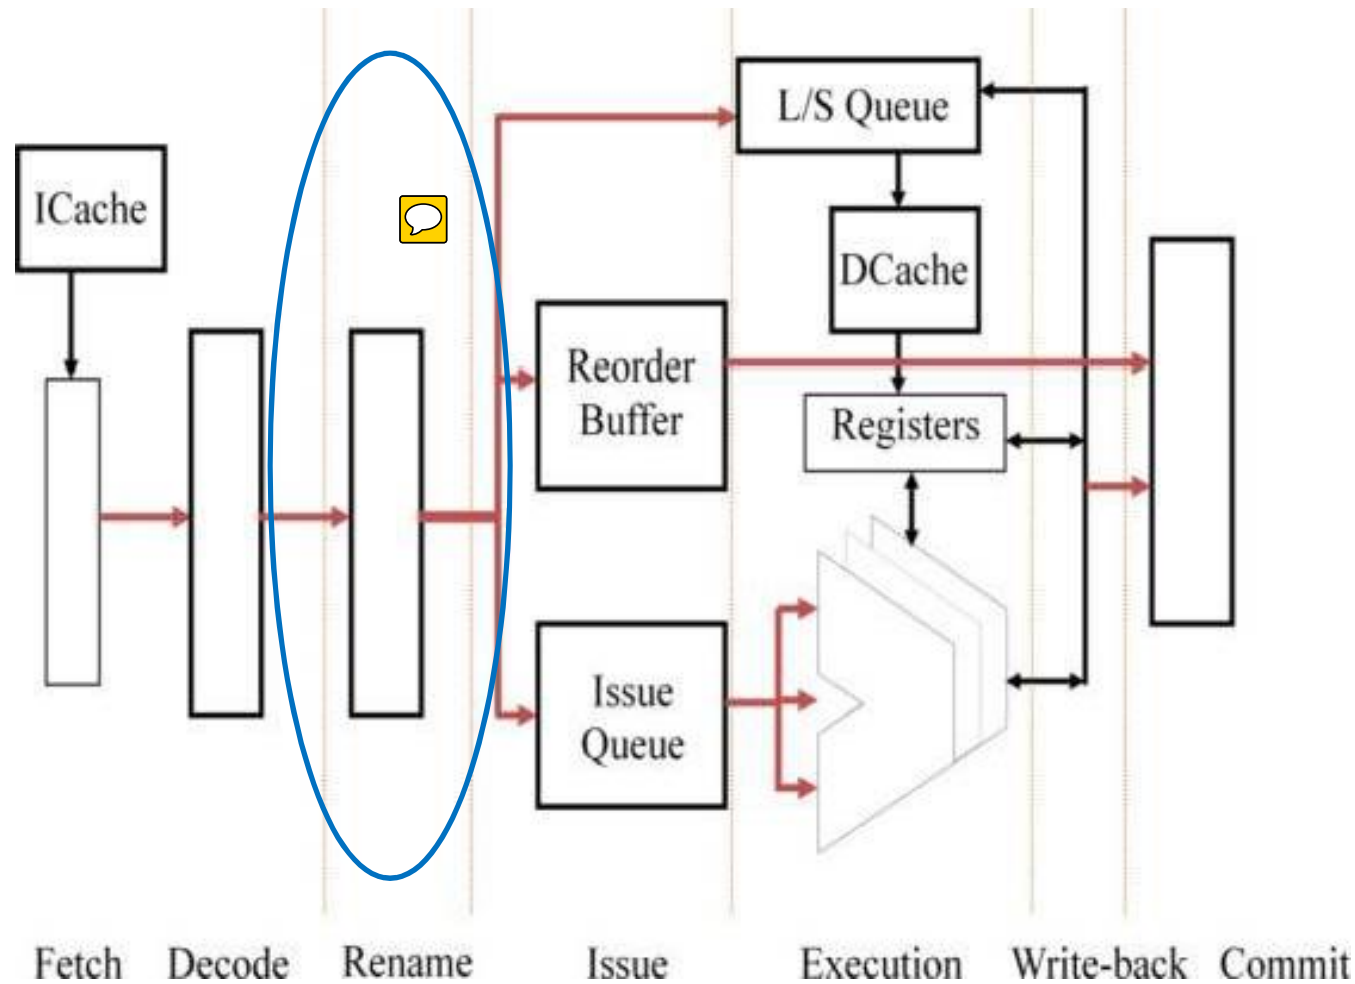 L/S Queue
ICache
DCache
Reorder
Buffer
Registers
Issue
Queue
Fetch Decode Rename Issue Execution Write-back Commit